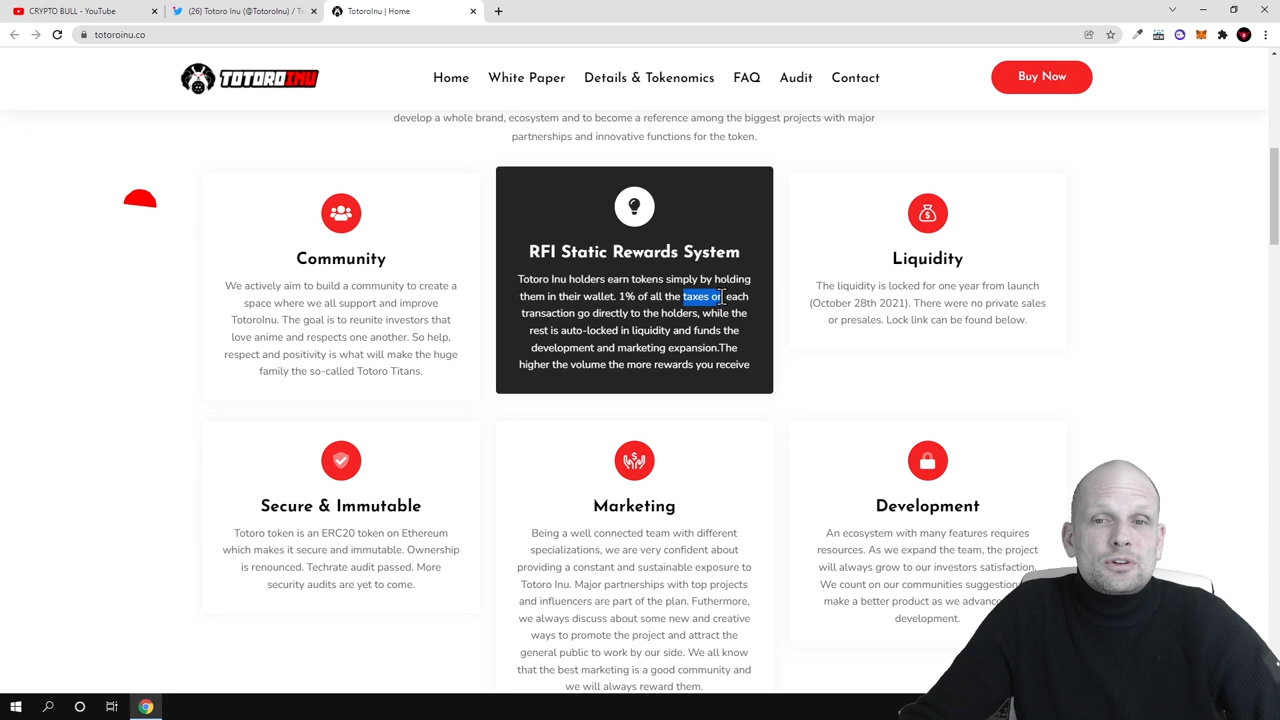 CRYPTO BULL - YouTube
(26) Totoro Inu (@TotoroInu) / T
TotoroInu | Home
totoroinu.co
TOTOROINU
Home
White Paper
Details & Tokenomics
FAQ
Audit
Contact
Buy Now
develop a whole brand, ecosystem and to become a reference among the biggest projects with major
partnerships and innovative functions for the token.
Community
We actively aim to build a community to create a
space where we all support and improve
TotoroInu. The goal is to reunite investors that
love anime and respects one another. So help,
respect and positivity is what will make the huge
family the so-called Totoro Titans.
RFI Static Rewards System
Totoro Inu holders earn tokens simply by holding
them in their wallet. 1% of all the taxes of each
transaction go directly to the holders, while the
rest is auto-locked in liquidity and funds the
development and marketing expansion.The
higher the volume the more rewards you receive
Liquidity
The liquidity is locked for one year from launch
(October 28th 2021). There were no private sales
or presales. Lock link can be found below.
Secure & Immutable
Totoro token is an ERC20 token on Ethereum
which makes it secure and immutable. Ownership
is renounced. Techrate audit passed. More
security audits are yet to come.
Marketing
Being a well connected team with different
specializations, we are very confident about
providing a constant and sustainable exposure to
Totoro Inu. Major partnerships with top projects
and influencers are part of the plan. Futhermore,
we always discuss about some new and creative
ways to promote the project and attract the
general public to work by our side. We all know
that the best marketing is a good community and
we will always reward them.
Development
An ecosystem with many features requires
resources. As we expand the team, the project
will always grow to our investors satisfaction.
We count on our communities suggestion
make a better product as we advance
development.